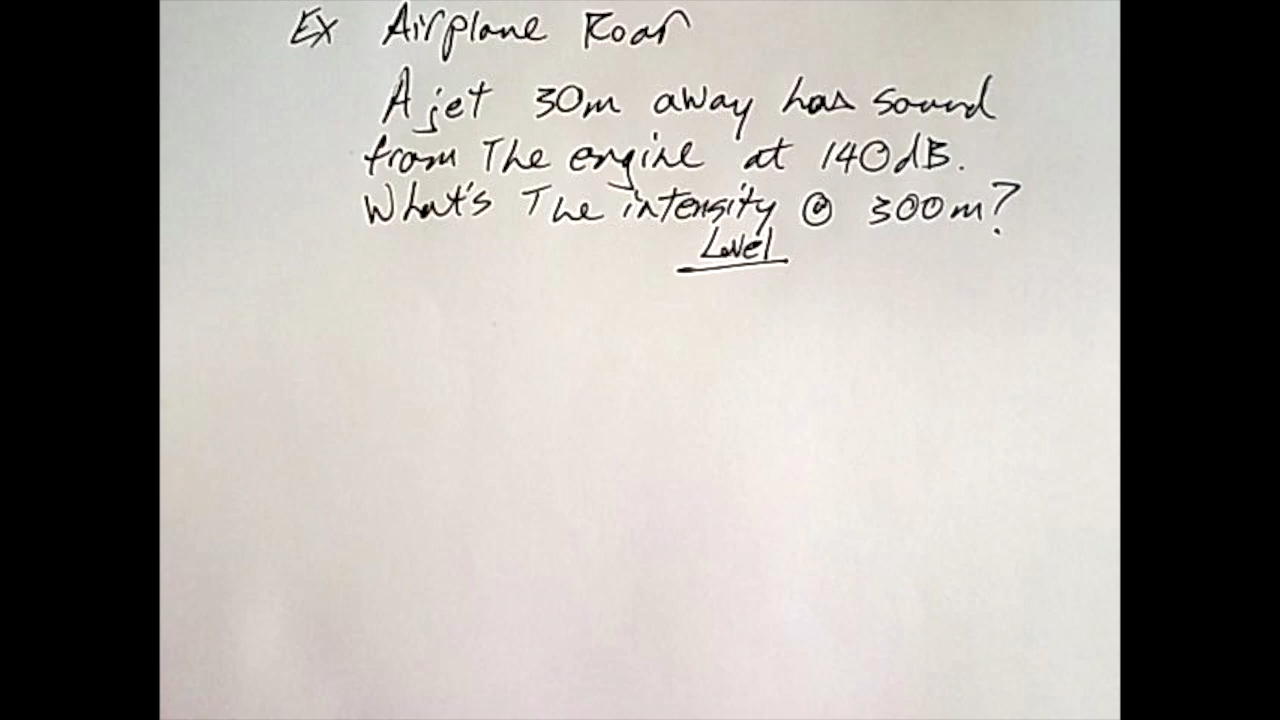 Ex Airplane Roar
A jet 30m away has sound
from The engine at 140dB.
What's The intensity @ 300m?
Level